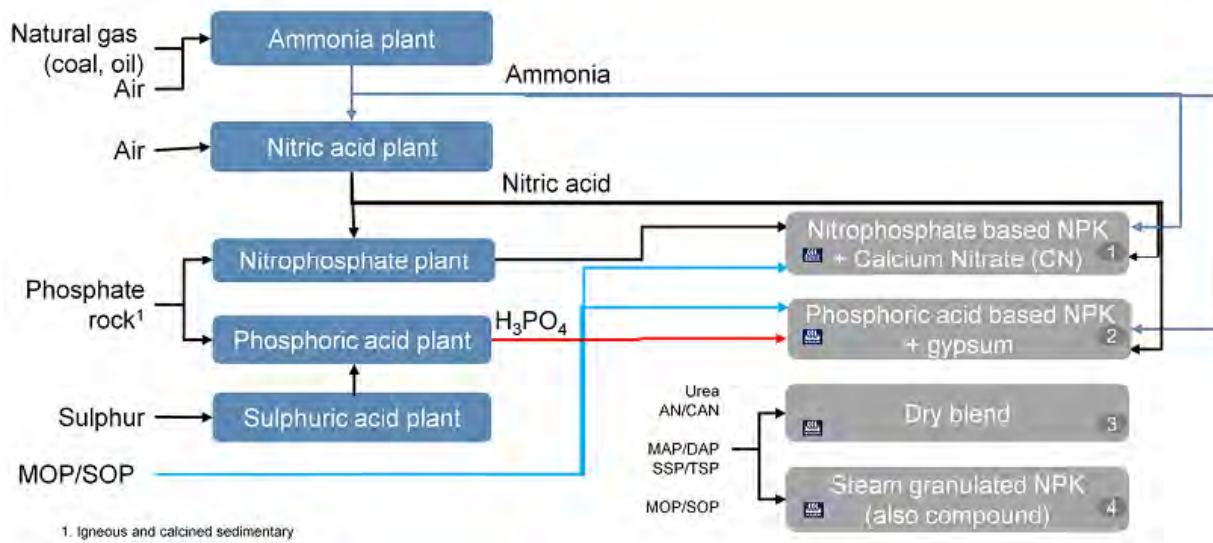 Natural gas
(coal, oil)
Air
Ammonia plant
Ammonia
Air
Nitric acid plant
Nitric acid
Phosphate
rock1
Nitrophosphate plant
Nitrophosphate based NPK
+ Calcium Nitrate (CN)
1
Phosphoric acid plant
H3PO4
Phosphoric acid based NPK
+ gypsum
2
Sulphur
Sulphuric acid plant
MOP/SOP
Urea
AN/CAN
MAP/DAP
SSP/TSP
MOP/SOP
Dry blend
3
Steam granulated NPK
(also compound)
4
1. Igneous and calcined sedimentary